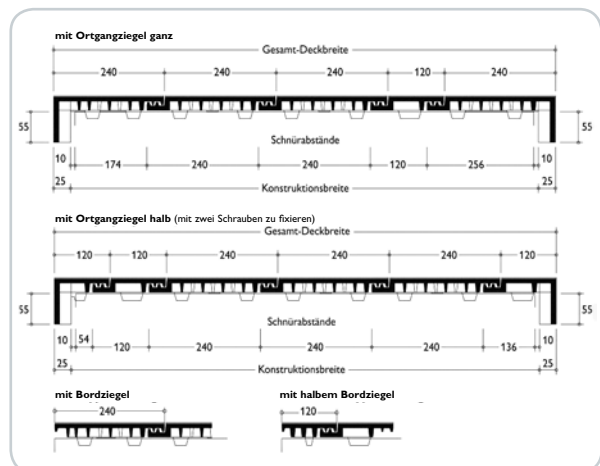 mit Ortgangziegel ganz
Gesamt-Deckbreite
240 240 240 120 240
55 55
Schnürabstände
10 174 240 240 120 256 10
25 Konstruktionsbreite 25
mit Ortgangziegel halb (mit zwei Schrauben zu fixieren)
Gesamt-Deckbreite
120 120 240 240 240 120
55 55
Schnürabstände
10 54 120 240 240 240 136 10
25 Konstruktionsbreite 25
mit Bordziegel mit halbem Bordziegel
240 120